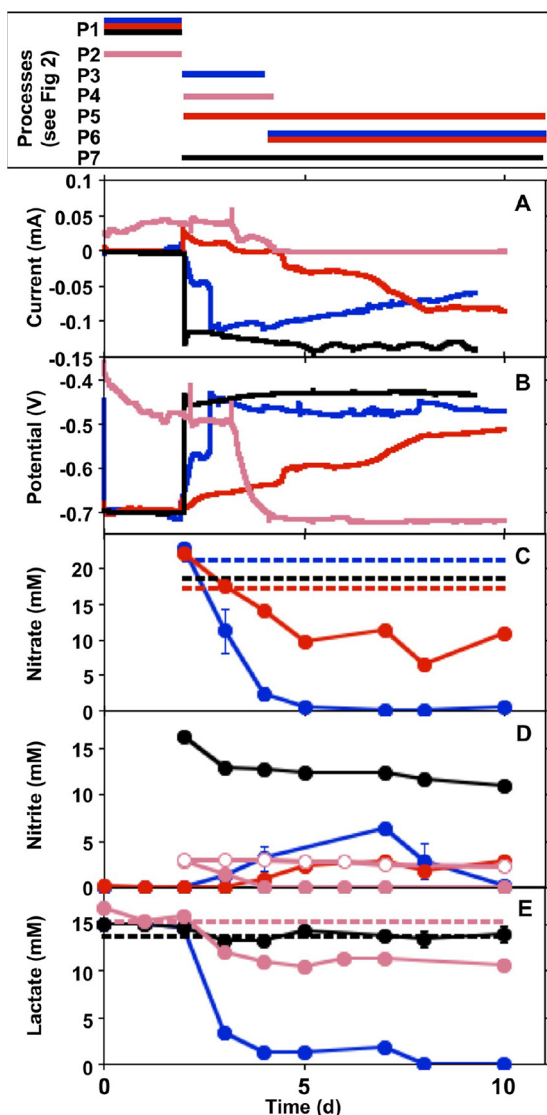 Processes
(see Fig 2)
P1
P2
P3
P4
P5
P6
P7
A
Current (mA)
0.1
0.05
0
-0.05
-0.1
-0.15
B
Potential (V)
-0.4
-0.5
-0.6
-0.7
C
Nitrate (mM)
20
15
10
5
0
D
Nitrite (mM)
15
10
5
0
E
Lactate (mM)
15
10
5
0
0 5 10
Time (d)